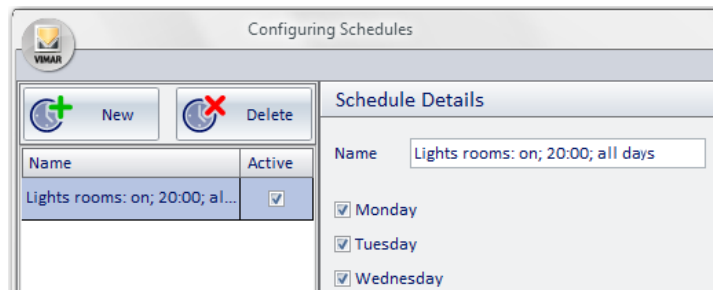 Configuring Schedules
VIMAR
New
Delete
Name
Active
Lights rooms: on; 20:00; al...
Schedule Details
Name
Lights rooms: on; 20:00; all days
Monday
Tuesday
Wednesday